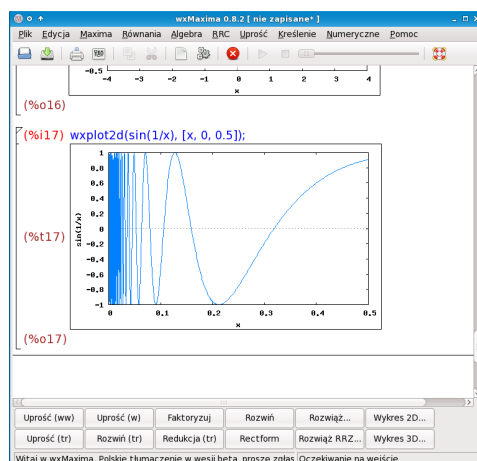 wxMaxima 0.8.2 [ nie zapisane* ]
Plik Edycja Maxima Równania Algebra RRC Uprość Kreślenie Numeryczne Pomoc
-0.5
-4 -3 -2 -1 0 1 2 3 4
x
(%o16)
(%i17) wxplot2d(sin(1/x), [x, 0, 0.5]);
1
0.8
0.6
0.4
0.2
0
-0.2
-0.4
-0.6
-0.8
-1
sin(1/x)
(%t17)
0 0.1 0.2 0.3 0.4 0.5
x
(%o17)
Uprość (ww) Uprość (w) Faktoryzuj Rozwiń Rozwiąż... Wykres 2D...
Uprość (tr) Rozwiń (tr) Redukcja (tr) Rectform Rozwiąż RRZ... Wykres 3D...
Witaj w wxMaxima. Polskie tłumaczenie w wesji beta, proszę zgłaś Oczekiwanie na wejście